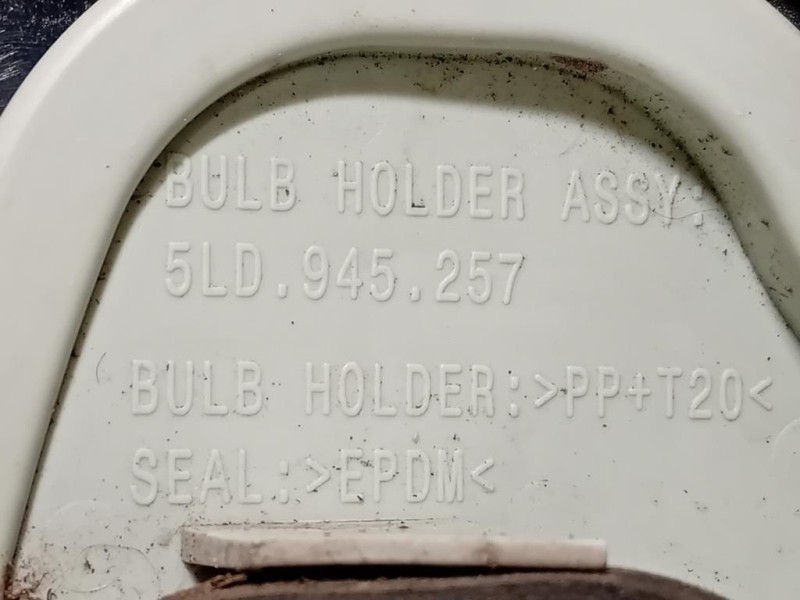 BULB HOLDER ASSY:
5LD.945.257
BULB HOLDER:>PP+T20<
SEAL:>EPDM<